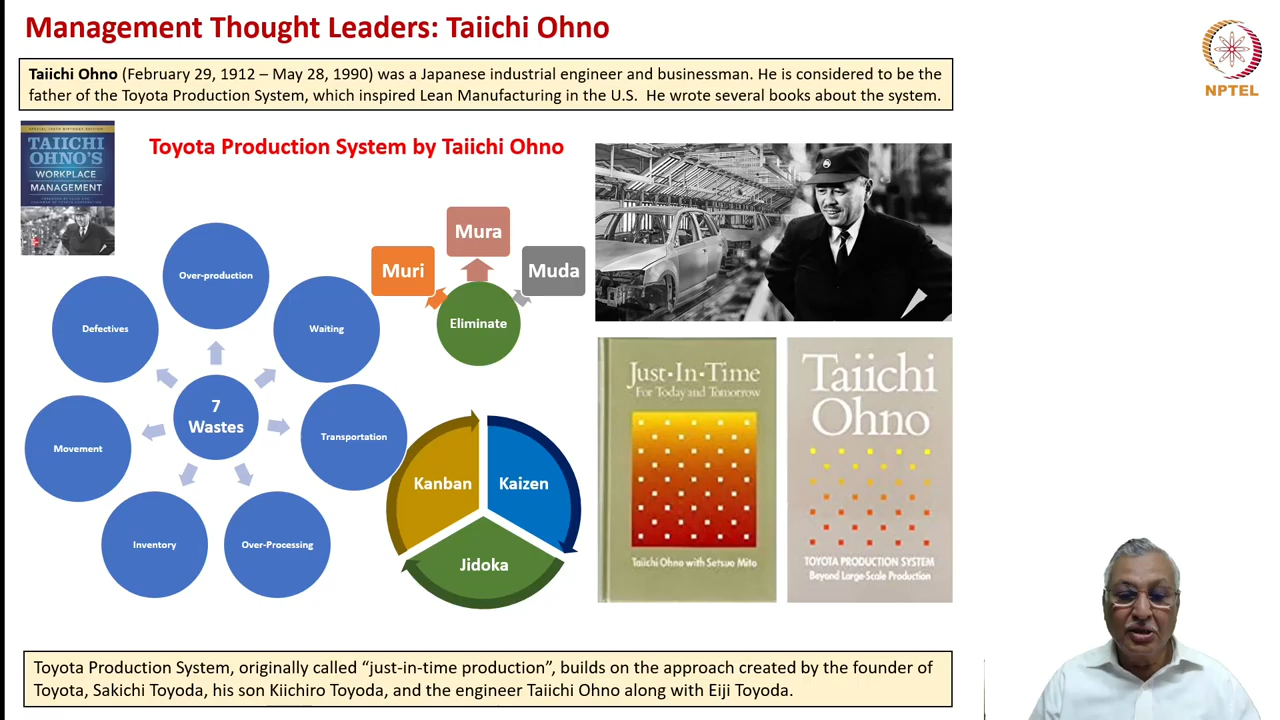 Management Thought Leaders: Taiichi Ohno
NPTEL
Taiichi Ohno (February 29, 1912 – May 28, 1990) was a Japanese industrial engineer and businessman. He is considered to be the
father of the Toyota Production System, which inspired Lean Manufacturing in the U.S. He wrote several books about the system.
TAIICHI
OHNO'S
WORKPLACE
MANAGEMENT
Toyota Production System by Taiichi Ohno
Over-production
Defectives
Waiting
7
Wastes
Movement
Transportation
Inventory
Over-Processing
Muri
Mura
Muda
Eliminate
Kanban
Kaizen
Jidoka
Just-In-Time
For Today and Tomorrow
Taiichi Ohno with Setsuo Mito
Taiichi
Ohno
TOYOTA PRODUCTION SYSTEM
Beyond Large-Scale Production
Toyota Production System, originally called “just-in-time production”, builds on the approach created by the founder of
Toyota, Sakichi Toyoda, his son Kiichiro Toyoda, and the engineer Taiichi Ohno along with Eiji Toyoda.